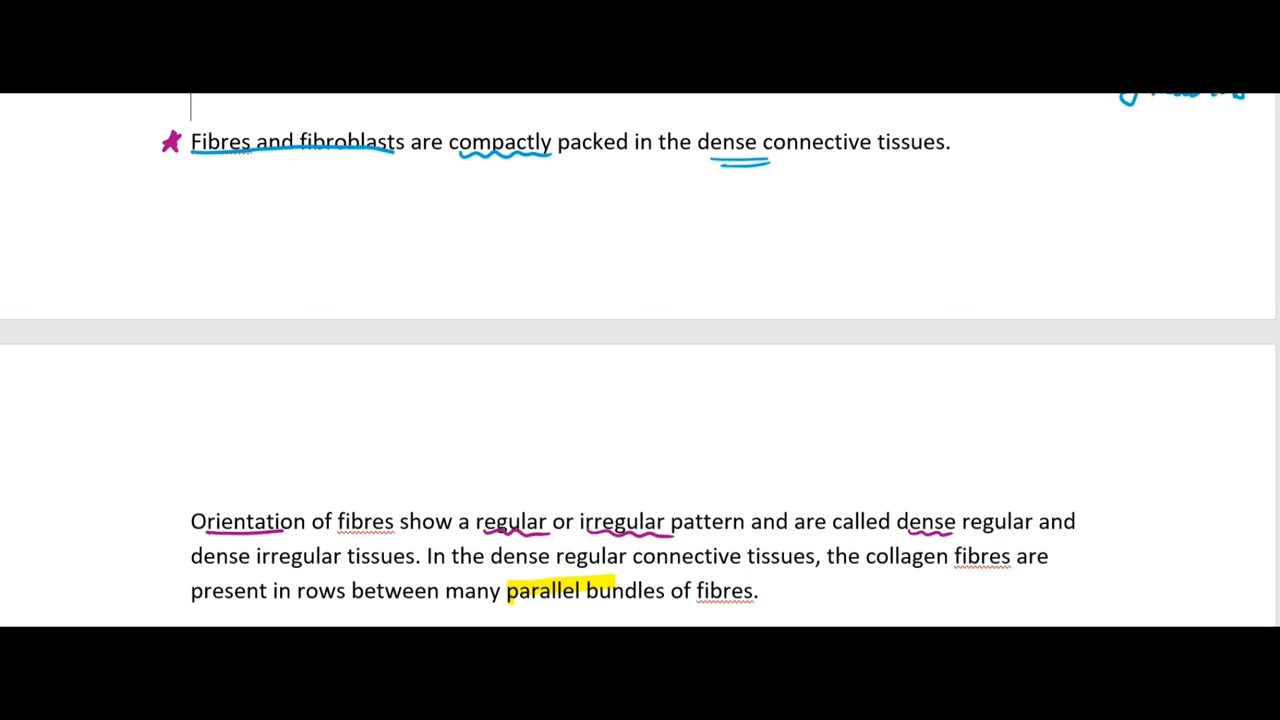 Fibres and fibroblasts are compactly packed in the dense connective tissues.
Orientation of fibres show a regular or irregular pattern and are called dense regular and
dense irregular tissues. In the dense regular connective tissues, the collagen fibres are
present in rows between many parallel bundles of fibres.